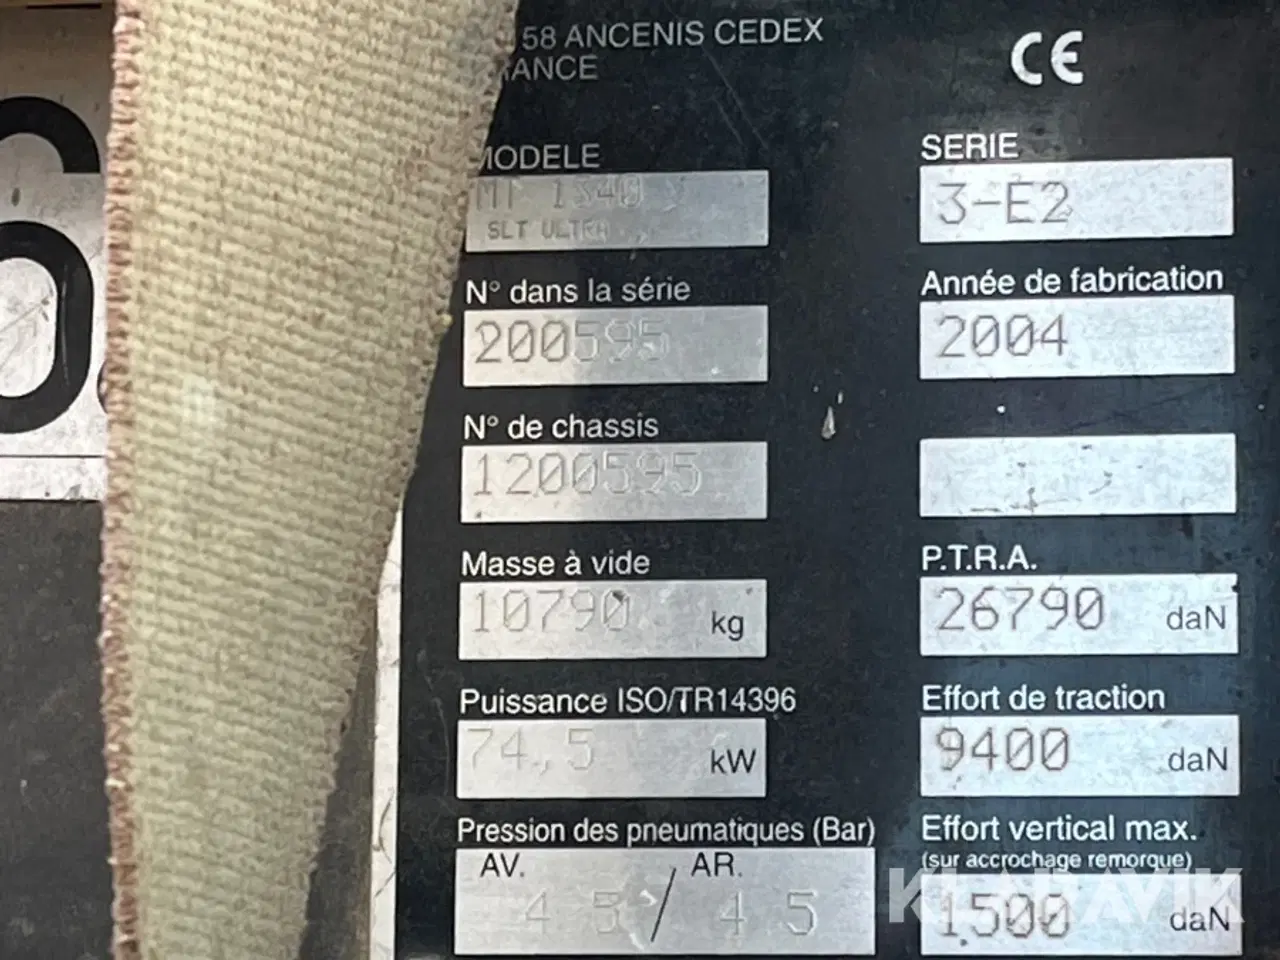 58 ANCENIS CEDEX
CE
MODELE
MT 1340
SLT ULTRA
SERIE
3-E2
N° dans la série
200595
Année de fabrication
2004
N° de chassis
1200595
Masse à vide
10790 kg
P.T.R.A.
26790 daN
Puissance ISO/TR14396
74,5 kW
Effort de traction
9400 daN
Pression des pneumatiques (Bar)
AV. / AR.
4 5 / 4 5
Effort vertical max.
(sur accrochage remorque)
1500 daN
KLARAVIK